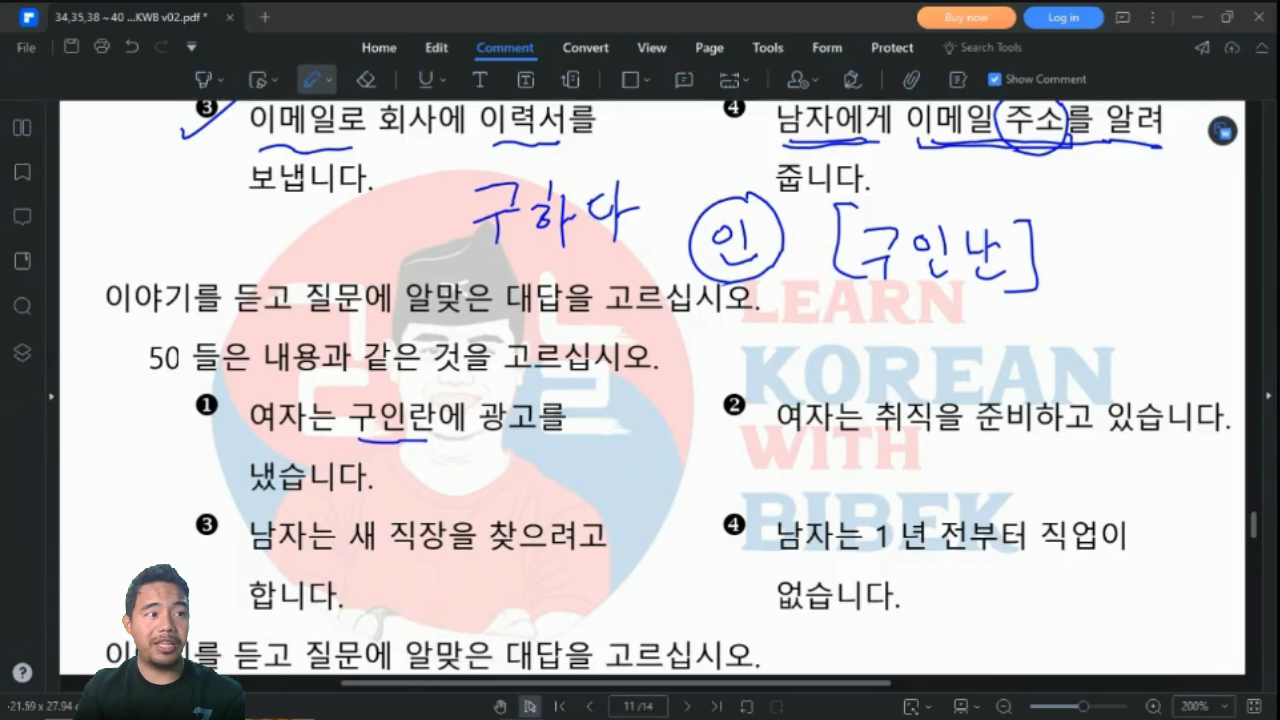 34,35,38 ~ 40 ...KWB v02.pdf *
Buy now
Log in
File
Home
Edit
Comment
Convert
View
Page
Tools
Form
Protect
Search Tools
Show Comment
❸ 이메일로 회사에 이력서를
보냅니다.
❹ 남자에게 이메일 주소를 알려
줍니다.
구하다 인 [구인난]
이야기를 듣고 질문에 알맞은 대답을 고르십시오.
50 들은 내용과 같은 것을 고르십시오.
❶ 여자는 구인란에 광고를
냈습니다.
❷ 여자는 취직을 준비하고 있습니다.
❸ 남자는 새 직장을 찾으려고
합니다.
❹ 남자는 1 년 전부터 직업이
없습니다.
LEARN
KOREAN
WITH
BIBEK
를 듣고 질문에 알맞은 대답을 고르십시오.
11 /14
200%